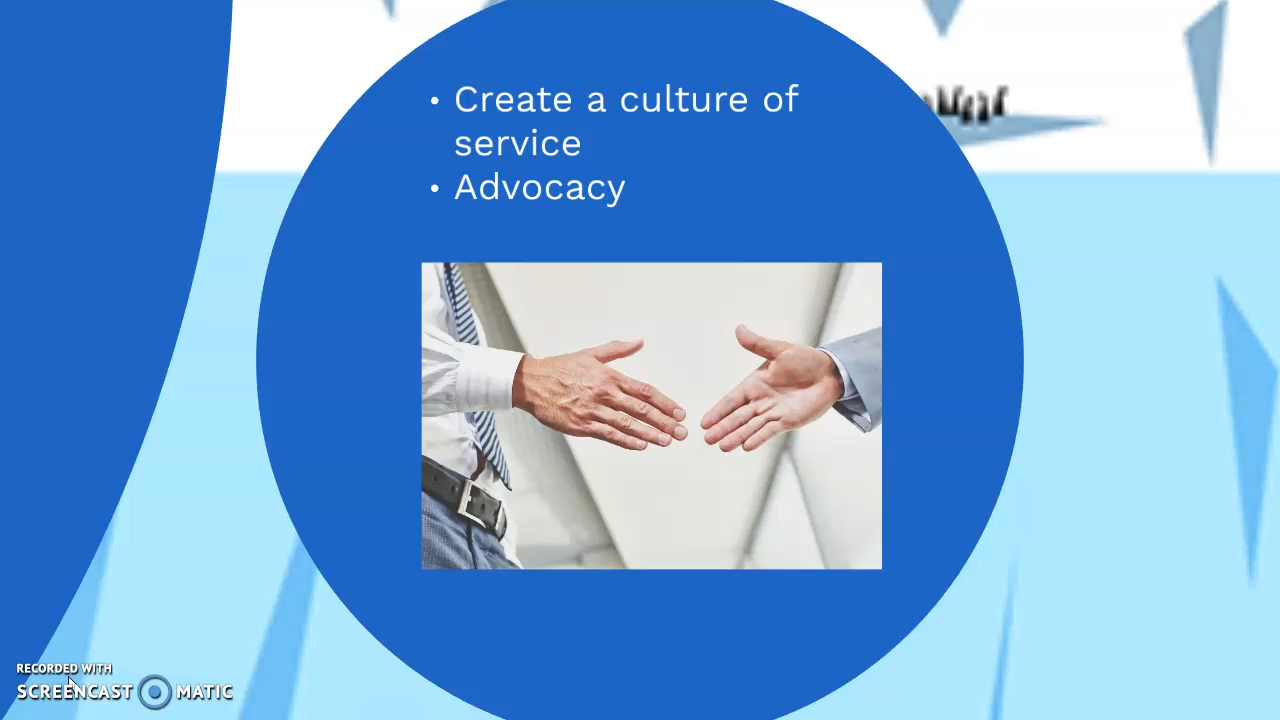 • Create a culture of
service
• Advocacy
RECORDED WITH
SCREENCAST MATIC